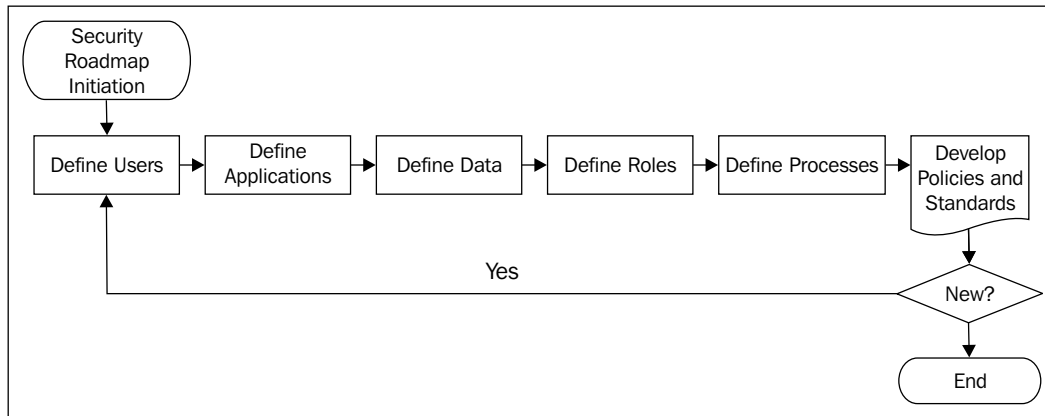 Security
Roadmap
Initiation
Define Users
Define
Applications
Define Data
Define Roles
Define Processes
Develop
Policies and
Standards
Yes
New?
End